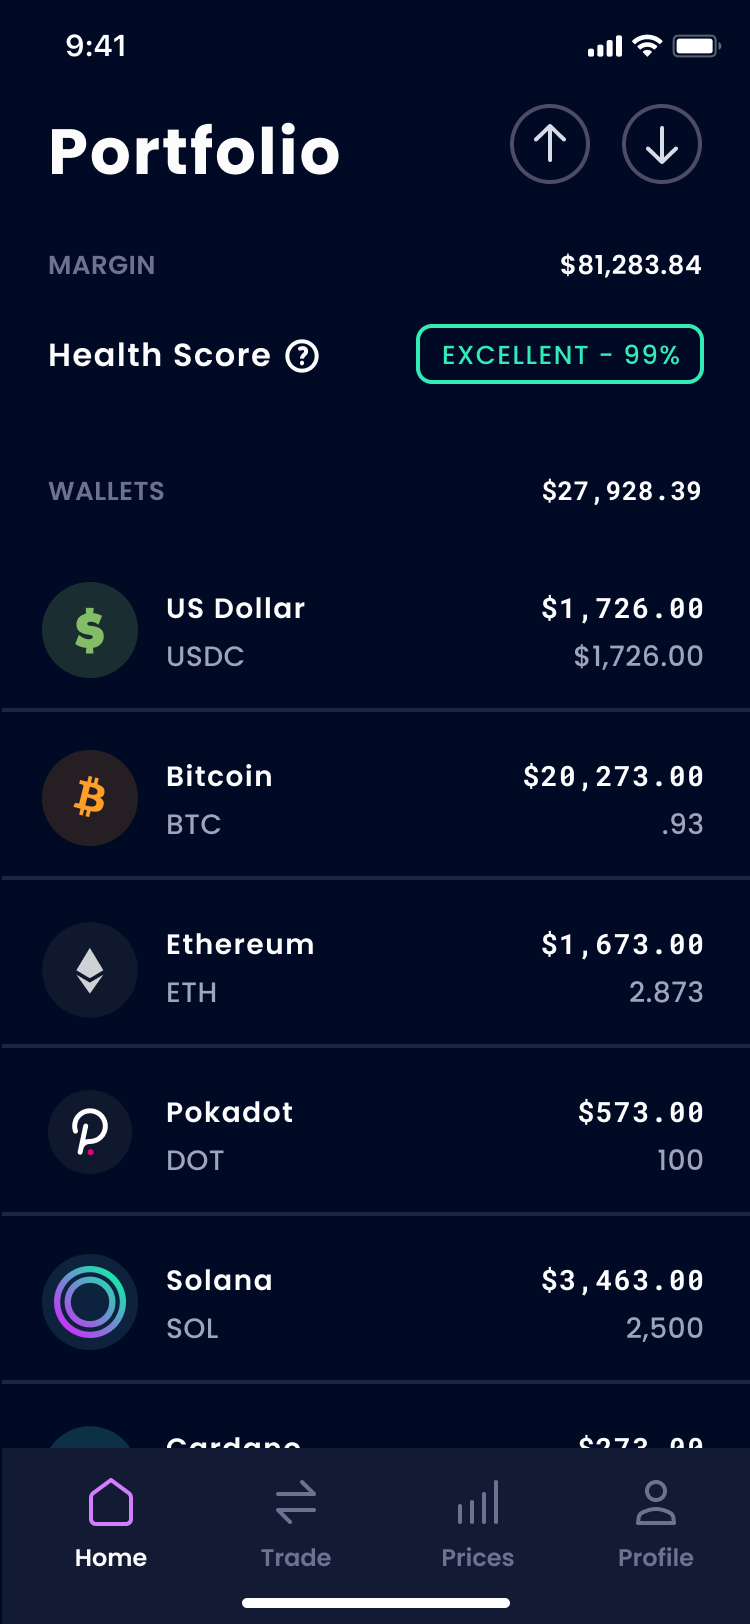 9:41
Portfolio
MARGIN $81,283.84
Health Score ? EXCELLENT - 99%
WALLETS $27,928.39
US Dollar $1,726.00
USDC $1,726.00
Bitcoin $20,273.00
BTC .93
Ethereum $1,673.00
ETH 2.873
Pokadot $573.00
DOT 100
Solana $3,463.00
SOL 2,500
Cardano $273.00
Home Trade Prices Profile